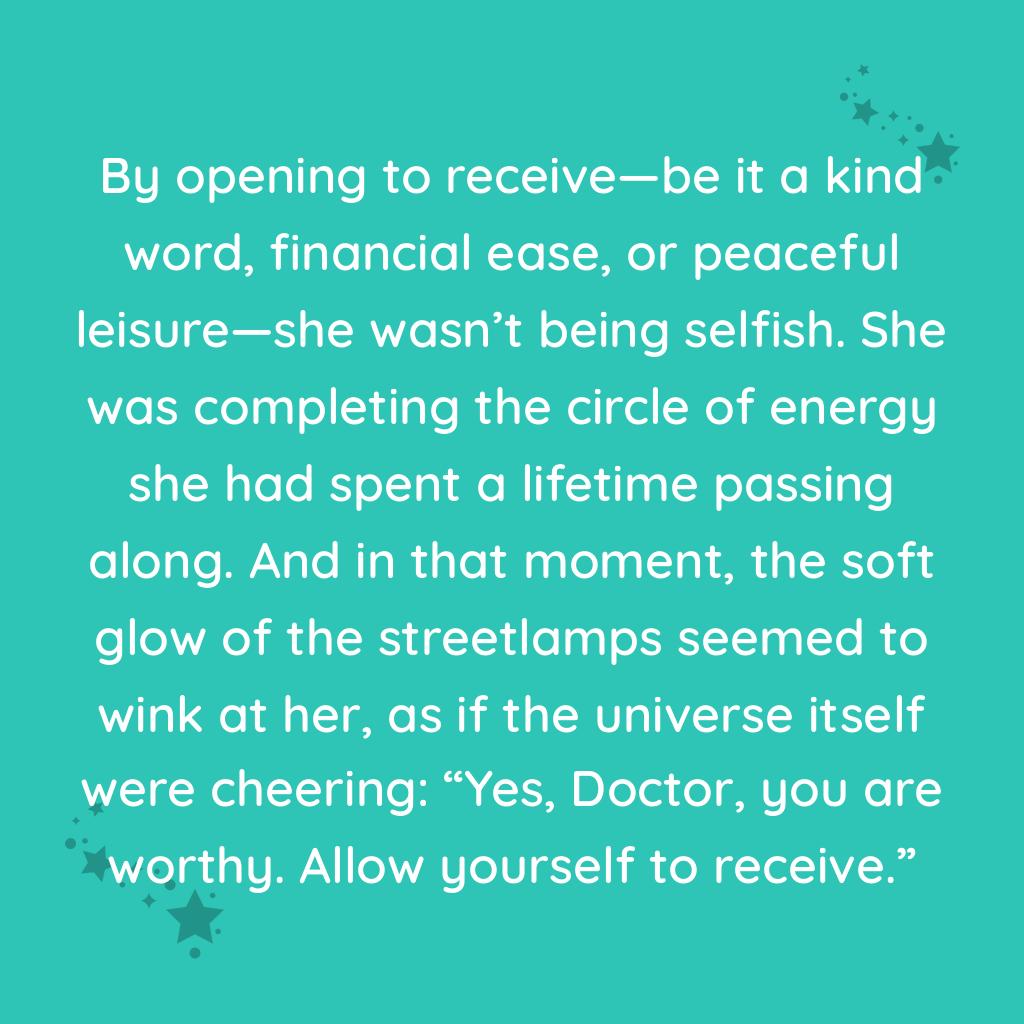 By opening to receive—be it a kind
word, financial ease, or peaceful
leisure—she wasn’t being selfish. She
was completing the circle of energy
she had spent a lifetime passing
along. And in that moment, the soft
glow of the streetlamps seemed to
wink at her, as if the universe itself
were cheering: “Yes, Doctor, you are
worthy. Allow yourself to receive.”